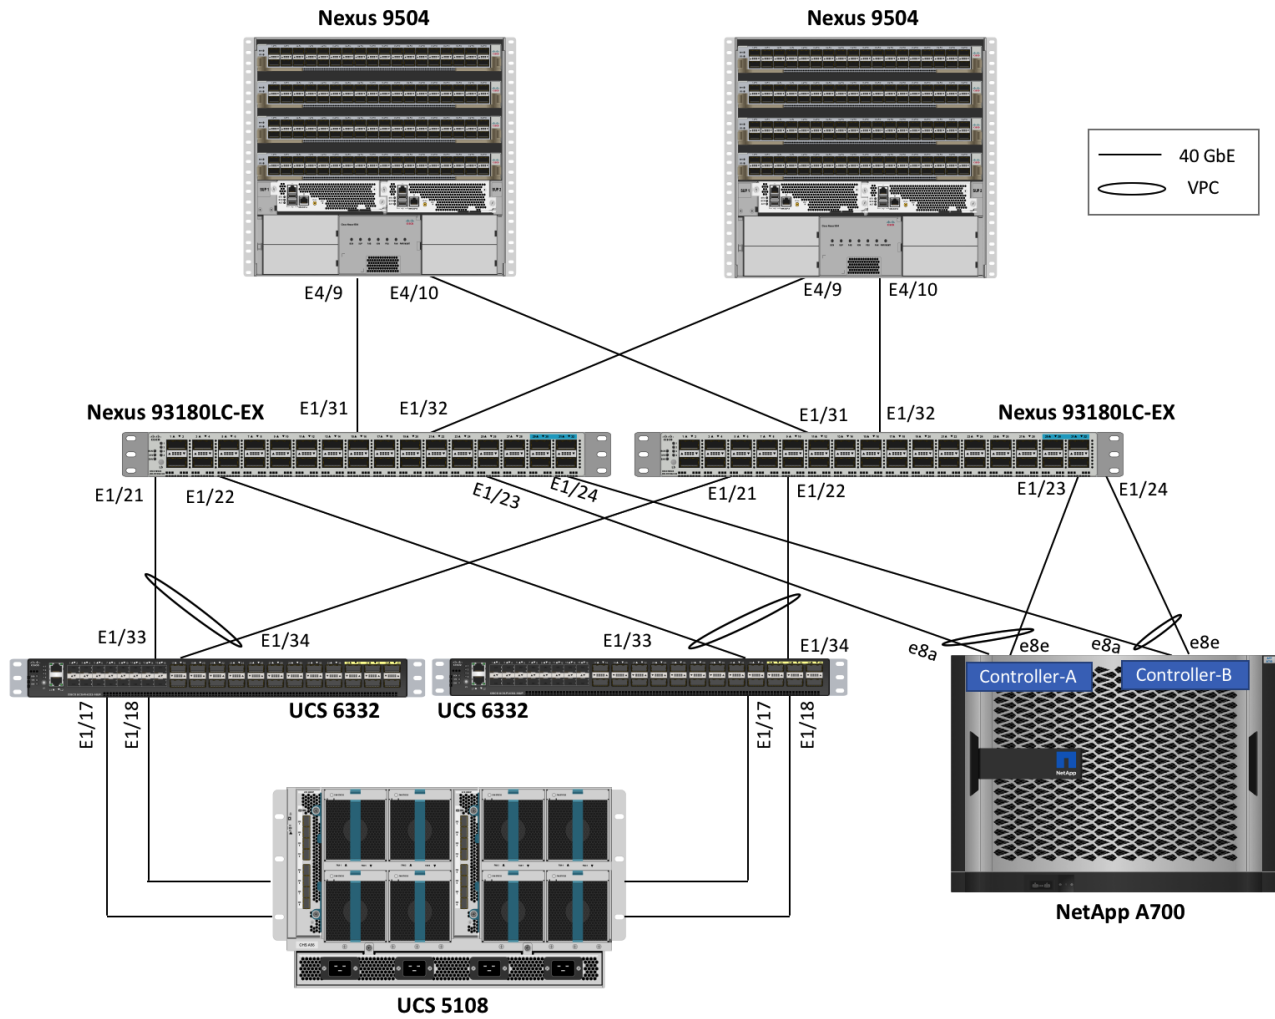 Nexus 9504
Nexus 9504
40 GbE
VPC
E4/9
E4/10
E4/9
E4/10
Nexus 93180LC-EX
E1/31
E1/32
E1/31
E1/32
Nexus 93180LC-EX
E1/21
E1/22
E1/23
E1/24
E1/21
E1/22
E1/23
E1/24
E1/33
E1/34
E1/33
E1/34
e8a
e8e
e8a
e8e
Controller-A
Controller-B
UCS 6332
UCS 6332
E1/17
E1/18
E1/17
E1/18
NetApp
NetApp A700
UCS 5108